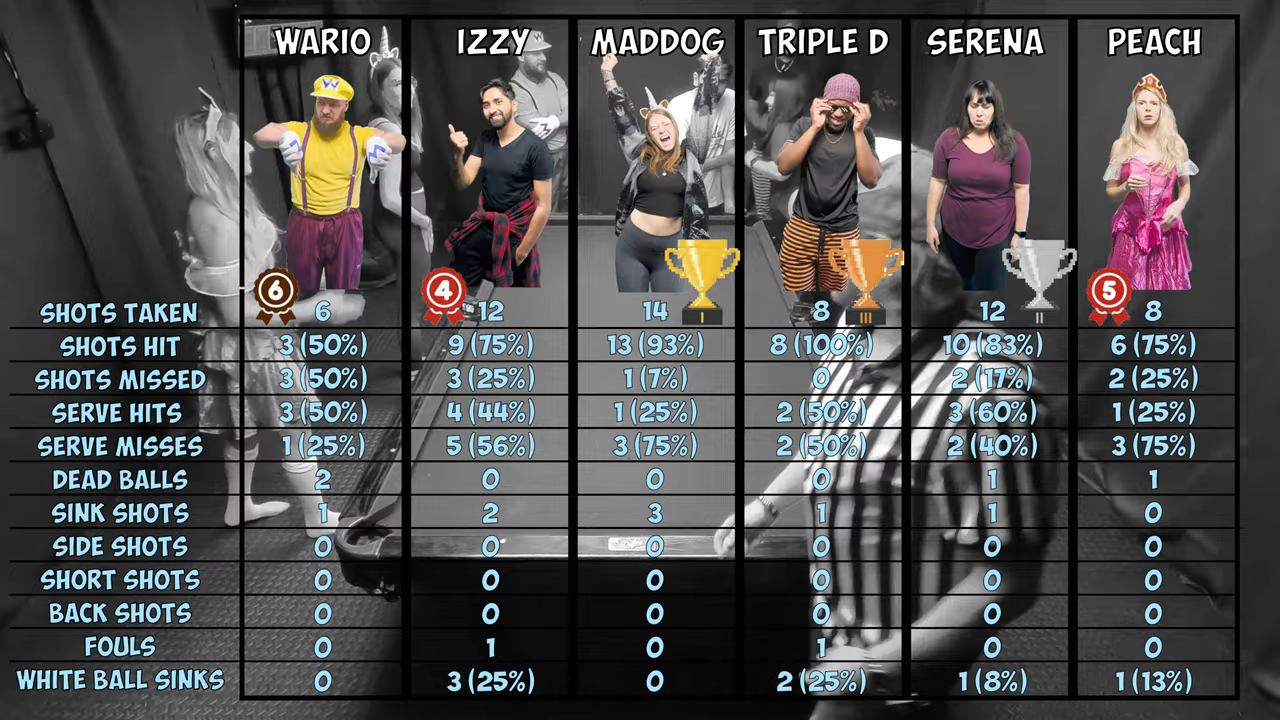 WARIO IZZY MADDOG TRIPLE D SERENA PEACH
W
6 4 I III II 5
SHOTS TAKEN 6 12 14 8 12 8
SHOTS HIT 3 (50%) 9 (75%) 13 (93%) 8 (100%) 10 (83%) 6 (75%)
SHOTS MISSED 3 (50%) 3 (25%) 1 (7%) 0 2 (17%) 2 (25%)
SERVE HITS 3 (50%) 4 (44%) 1 (25%) 2 (50%) 3 (60%) 1 (25%)
SERVE MISSES 1 (25%) 5 (56%) 3 (75%) 2 (50%) 2 (40%) 3 (75%)
DEAD BALLS 2 0 0 0 1 1
SINK SHOTS 1 2 3 1 1 0
SIDE SHOTS 0 0 0 0 0 0
SHORT SHOTS 0 0 0 0 0 0
BACK SHOTS 0 0 0 0 0 0
FOULS 0 1 0 1 0 0
WHITE BALL SINKS 0 3 (25%) 0 2 (25%) 1 (8%) 1 (13%)